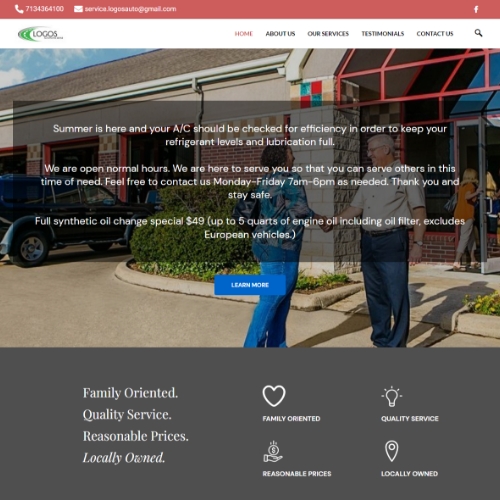 7134364100 service.logosauto@gmail.com
LOGOS
HOME ABOUT US OUR SERVICES TESTIMONIALS CONTACT US
Summer is here and your A/C should be checked for efficiency in order to keep your
refrigerant levels and lubrication full.
We are open normal hours. We are here to serve you so that you can serve others in this
time of need. Feel free to contact us Monday-Friday 7am-6pm as needed. Thank you and
stay safe.
Full synthetic oil change special $49 (up to 5 quarts of engine oil including oil filter, excludes
European vehicles.)
LEARN MORE
Family Oriented.
Quality Service.
Reasonable Prices.
Locally Owned.
FAMILY ORIENTED
QUALITY SERVICE
REASONABLE PRICES
LOCALLY OWNED